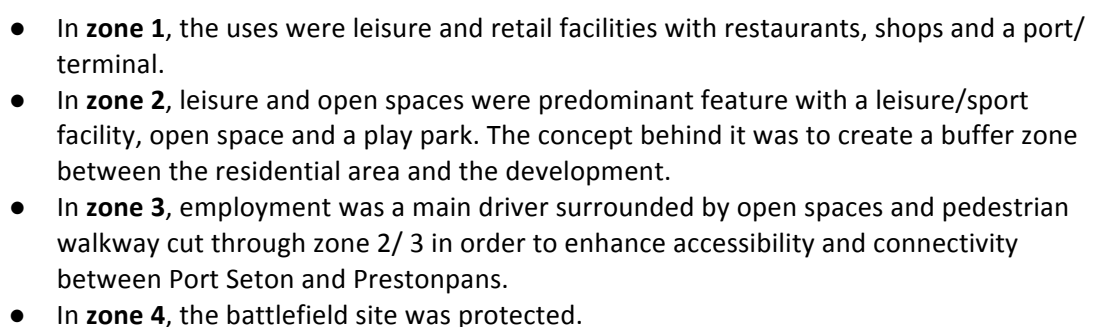 ● In zone 1, the uses were leisure and retail facilities with restaurants, shops and a port/
terminal.
● In zone 2, leisure and open spaces were predominant feature with a leisure/sport
facility, open space and a play park. The concept behind it was to create a buffer zone
between the residential area and the development.
● In zone 3, employment was a main driver surrounded by open spaces and pedestrian
walkway cut through zone 2/ 3 in order to enhance accessibility and connectivity
between Port Seton and Prestonpans.
● In zone 4, the battlefield site was protected.